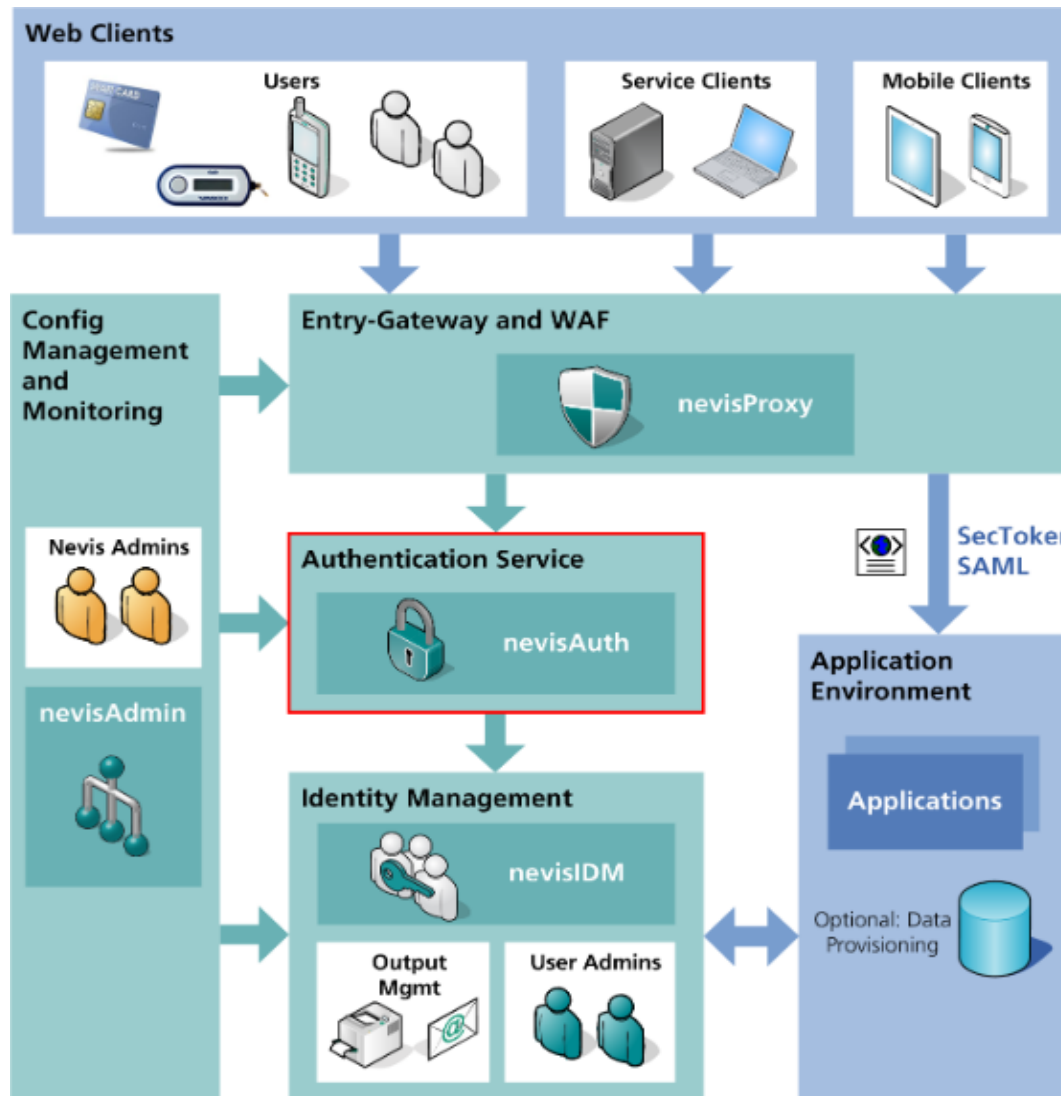 Web Clients
Users
Service Clients
Mobile Clients
Config
Management
and
Monitoring
Entry-Gateway and WAF
nevisProxy
Nevis Admins
nevisAdmin
Authentication Service
nevisAuth
SecToken
SAML
Identity Management
nevisIDM
Output
Mgmt
User Admins
Application
Environment
Applications
Optional: Data
Provisioning